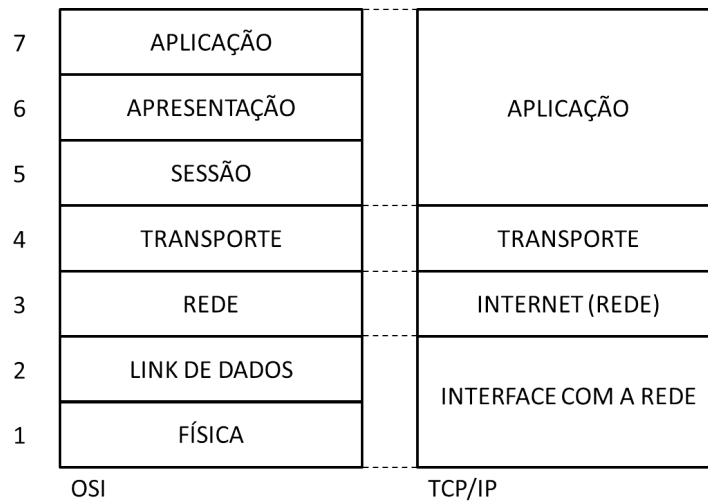 7 APLICAÇÃO
6 APRESENTAÇÃO APLICAÇÃO
5 SESSÃO
4 TRANSPORTE TRANSPORTE
3 REDE INTERNET (REDE)
2 LINK DE DADOS
INTERFACE COM A REDE
1 FÍSICA
OSI TCP/IP